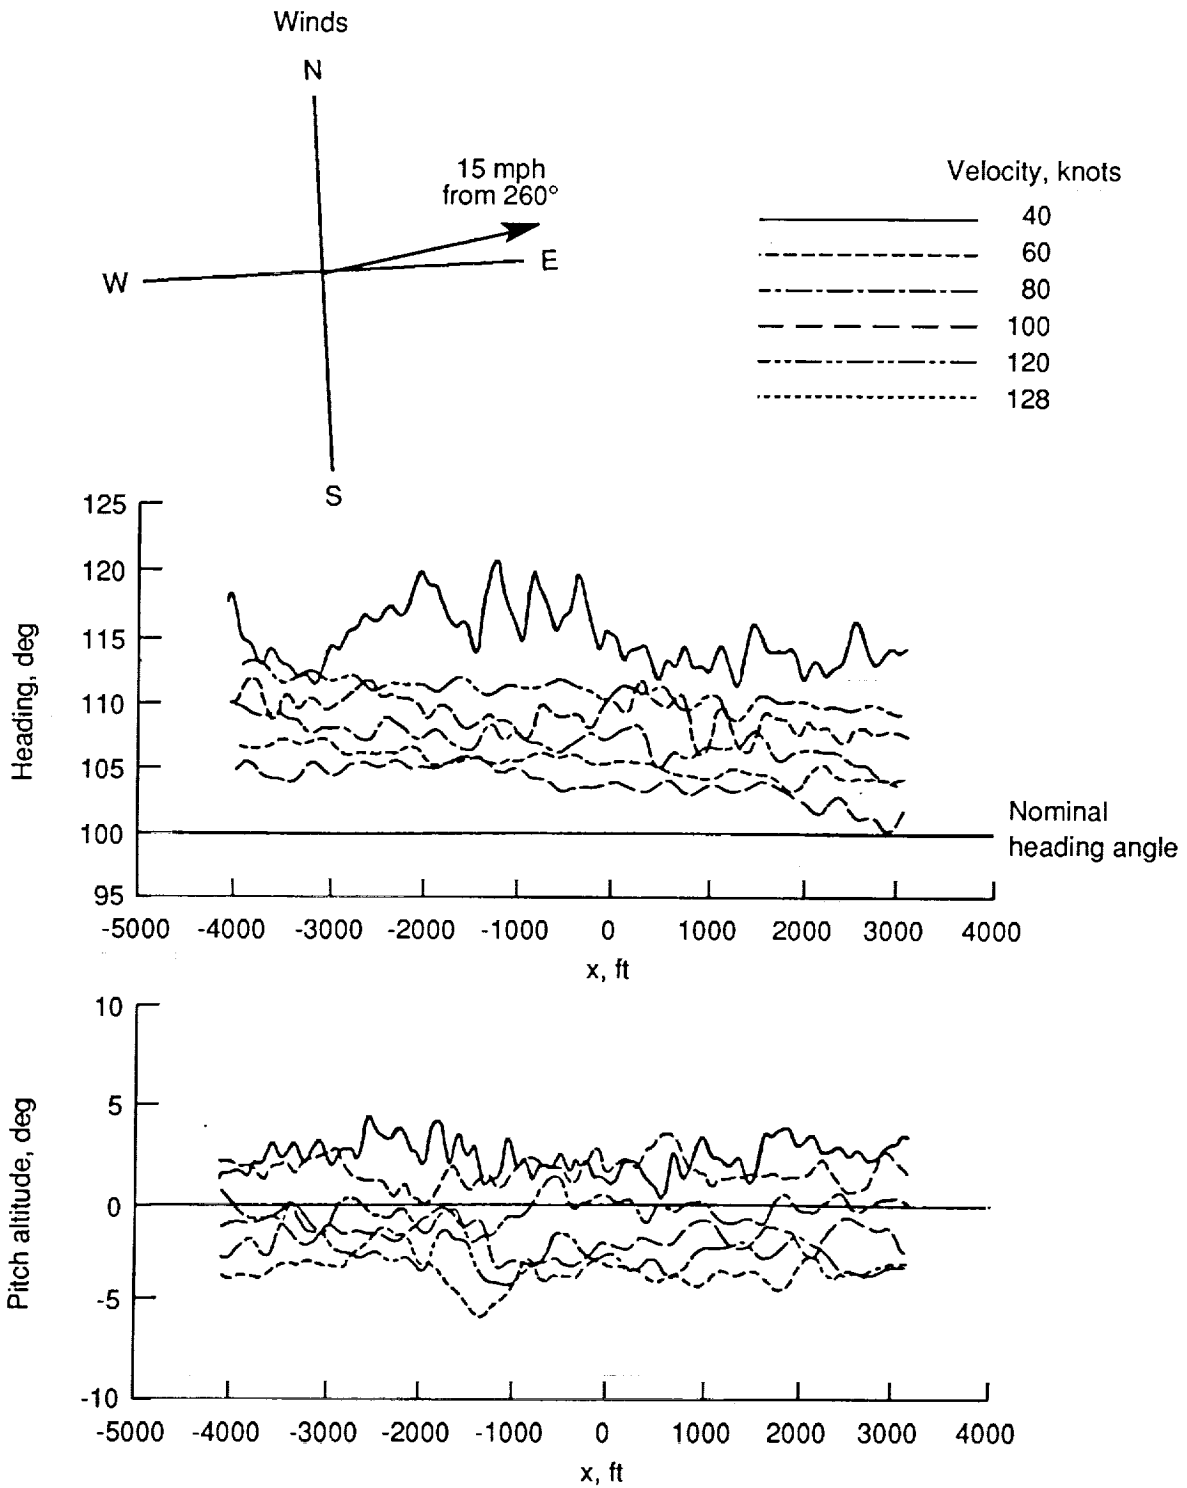 Winds
N
15 mph
from 260°
W
E
S
Velocity, knots
40
60
80
100
120
128
125
120
115
110
105
100
95
Heading, deg
Nominal
heading angle
-5000 -4000 -3000 -2000 -1000 0 1000 2000 3000 4000
x, ft
10
5
0
-5
-10
Pitch altitude, deg
-5000 -4000 -3000 -2000 -1000 0 1000 2000 3000 4000
x, ft